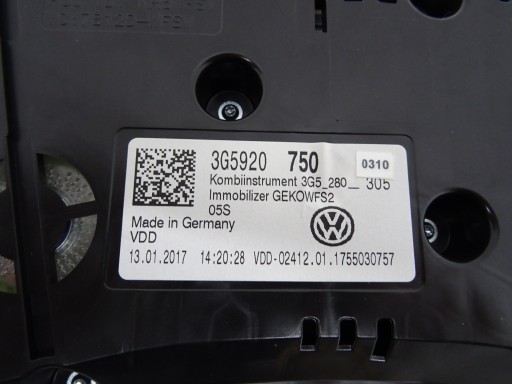 3G5920 750 0310
Kombiinstrument 3G5_280__ 305
Immobilizer GEKOWFS2
05S
Made in Germany
VDD
13.01.2017 14:20:28 VDD-02412.01.1755030757